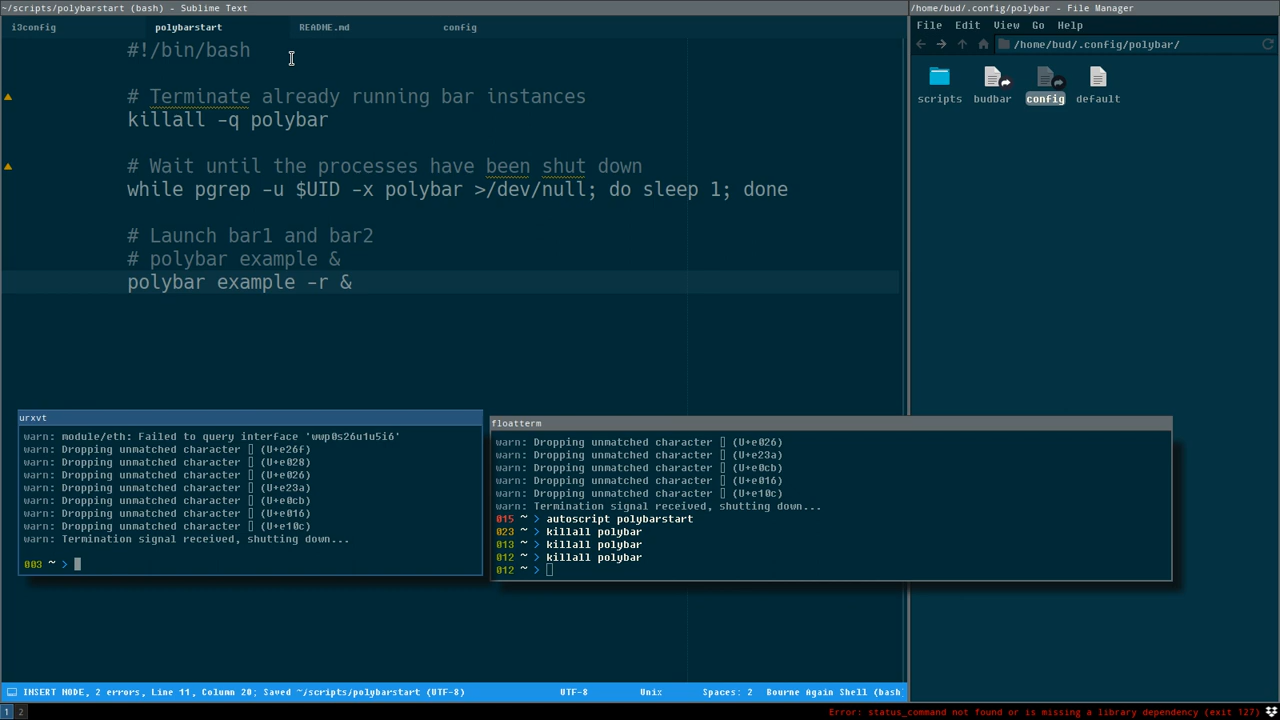 ~/scripts/polybarstart (bash) - Sublime Text
i3config polybarstart README.md config
#!/bin/bash
# Terminate already running bar instances
killall -q polybar
# Wait until the processes have been shut down
while pgrep -u $UID -x polybar >/dev/null; do sleep 1; done
# Launch bar1 and bar2
# polybar example &
polybar example -r &
urxvt
warn: module/eth: Failed to query interface 'wwp0s26u1u5i6'
warn: Dropping unmatched character ▯ (U+e26f)
warn: Dropping unmatched character ▯ (U+e028)
warn: Dropping unmatched character ▯ (U+e026)
warn: Dropping unmatched character ▯ (U+e23a)
warn: Dropping unmatched character ▯ (U+e0cb)
warn: Dropping unmatched character ▯ (U+e016)
warn: Dropping unmatched character ▯ (U+e10c)
warn: Termination signal received, shutting down...
003 ~ >
floatterm
warn: Dropping unmatched character ▯ (U+e026)
warn: Dropping unmatched character ▯ (U+e23a)
warn: Dropping unmatched character ▯ (U+e0cb)
warn: Dropping unmatched character ▯ (U+e016)
warn: Dropping unmatched character ▯ (U+e10c)
warn: Termination signal received, shutting down...
015 ~ > autoscript polybarstart
023 ~ > killall polybar
013 ~ > killall polybar
012 ~ > killall polybar
012 ~ >
INSERT MODE, 2 errors, Line 11, Column 20; Saved ~/scripts/polybarstart (UTF-8) UTF-8 Unix Spaces: 2 Bourne Again Shell (bash)
/home/bud/.config/polybar - File Manager
File Edit View Go Help
/home/bud/.config/polybar/
scripts budbar config default
1 2 Error: status_command not found or is missing a library dependency (exit 127)